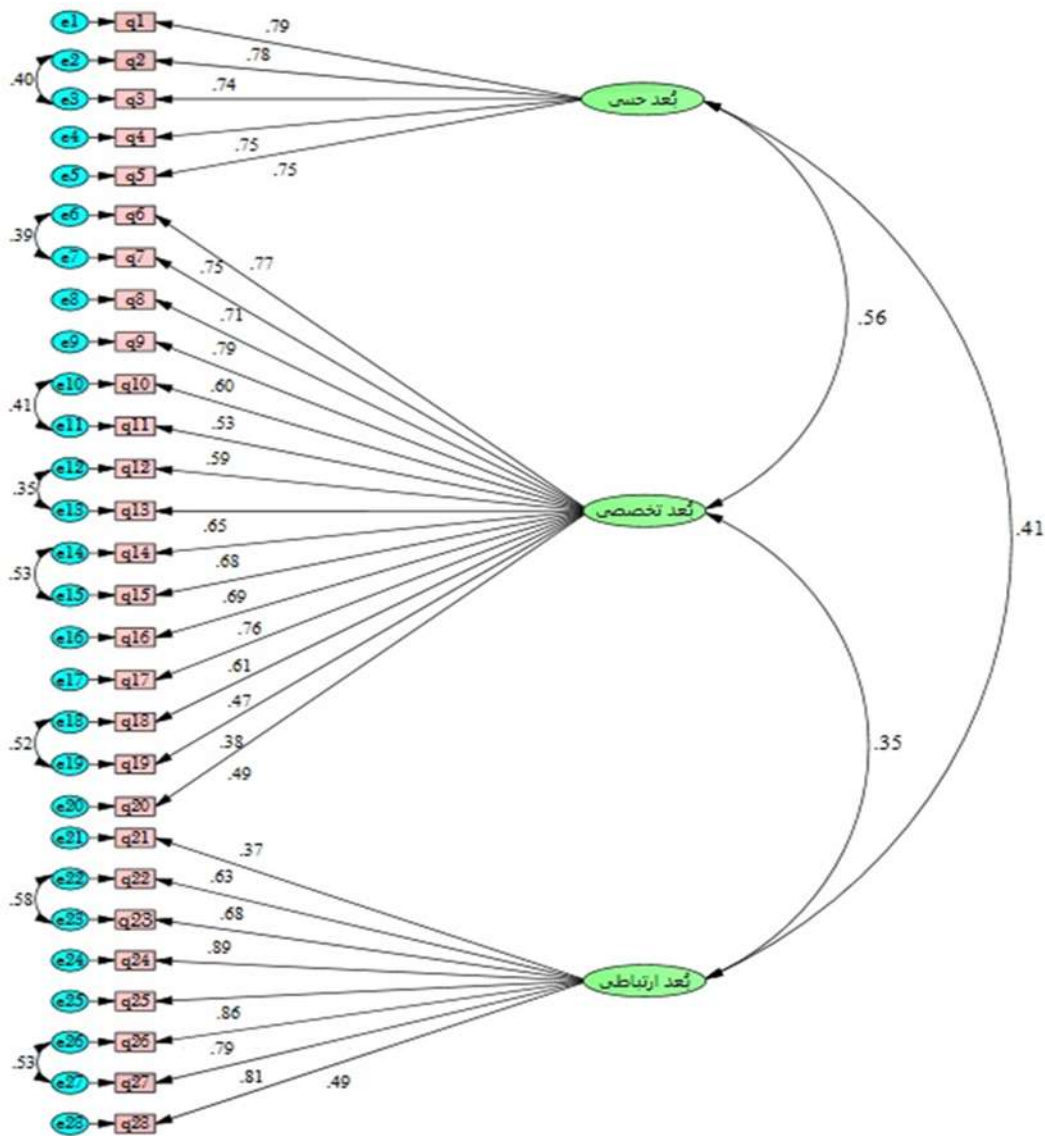 e1 q1 .79
e2 q2 .78
.40
e3 q3 .74
بُعد حسی
e4 q4 .75
e5 q5 .75
e6 q6 .77
.39
e7 q7 .75
e8 q8 .71
.56
e9 q9 .79
e10 q10 .60
.41
e11 q11 .53
e12 q12 .59
.35
e13 q13 .65
بُعد تخصصی
.41
e14 q14 .68
.53
e15 q15 .69
e16 q16 .76
e17 q17 .61
e18 q18 .47
.52
e19 q19 .38
.35
e20 q20 .49
e21 q21 .37
e22 q22 .63
.58
e23 q23 .68
e24 q24 .89
بُعد ارتباطی
e25 q25 .86
e26 q26 .79
.53
e27 q27 .81
e28 q28 .49